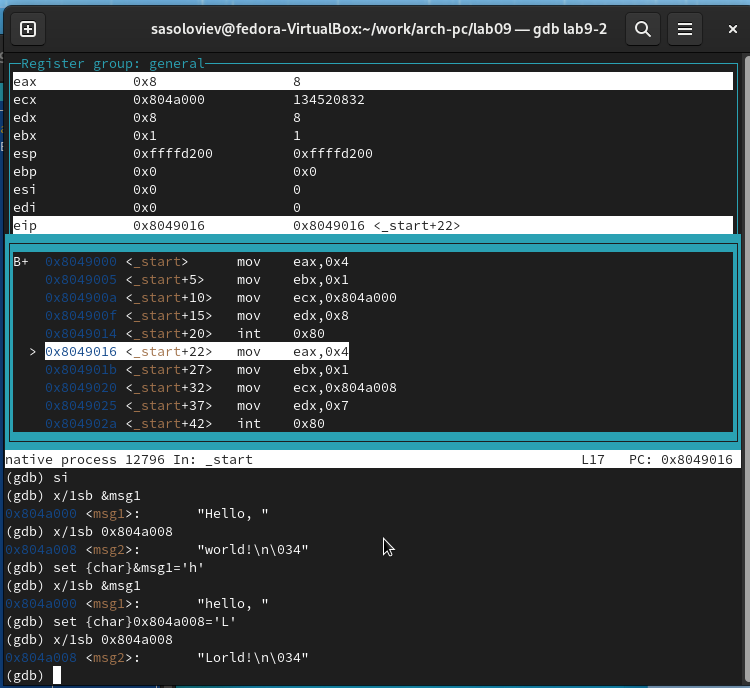 sasoloviev@fedora-VirtualBox:~/work/arch-pc/lab09 — gdb lab9-2
Register group: general
eax 0x8 8
ecx 0x804a000 134520832
edx 0x8 8
ebx 0x1 1
esp 0xffffd200 0xffffd200
ebp 0x0 0x0
esi 0x0 0
edi 0x0 0
eip 0x8049016 0x8049016 <_start+22>
B+ 0x8049000 <_start> mov eax,0x4
0x8049005 <_start+5> mov ebx,0x1
0x804900a <_start+10> mov ecx,0x804a000
0x804900f <_start+15> mov edx,0x8
0x8049014 <_start+20> int 0x80
> 0x8049016 <_start+22> mov eax,0x4
0x804901b <_start+27> mov ebx,0x1
0x8049020 <_start+32> mov ecx,0x804a008
0x8049025 <_start+37> mov edx,0x7
0x804902a <_start+42> int 0x80
native process 12796 In: _start L17 PC: 0x8049016
(gdb) si
(gdb) x/1sb &msg1
0x804a000 <msg1>: "Hello, "
(gdb) x/1sb 0x804a008
0x804a008 <msg2>: "world!\n\034"
(gdb) set {char}&msg1='h'
(gdb) x/1sb &msg1
0x804a000 <msg1>: "hello, "
(gdb) set {char}0x804a008='L'
(gdb) x/1sb 0x804a008
0x804a008 <msg2>: "Lorld!\n\034"
(gdb)